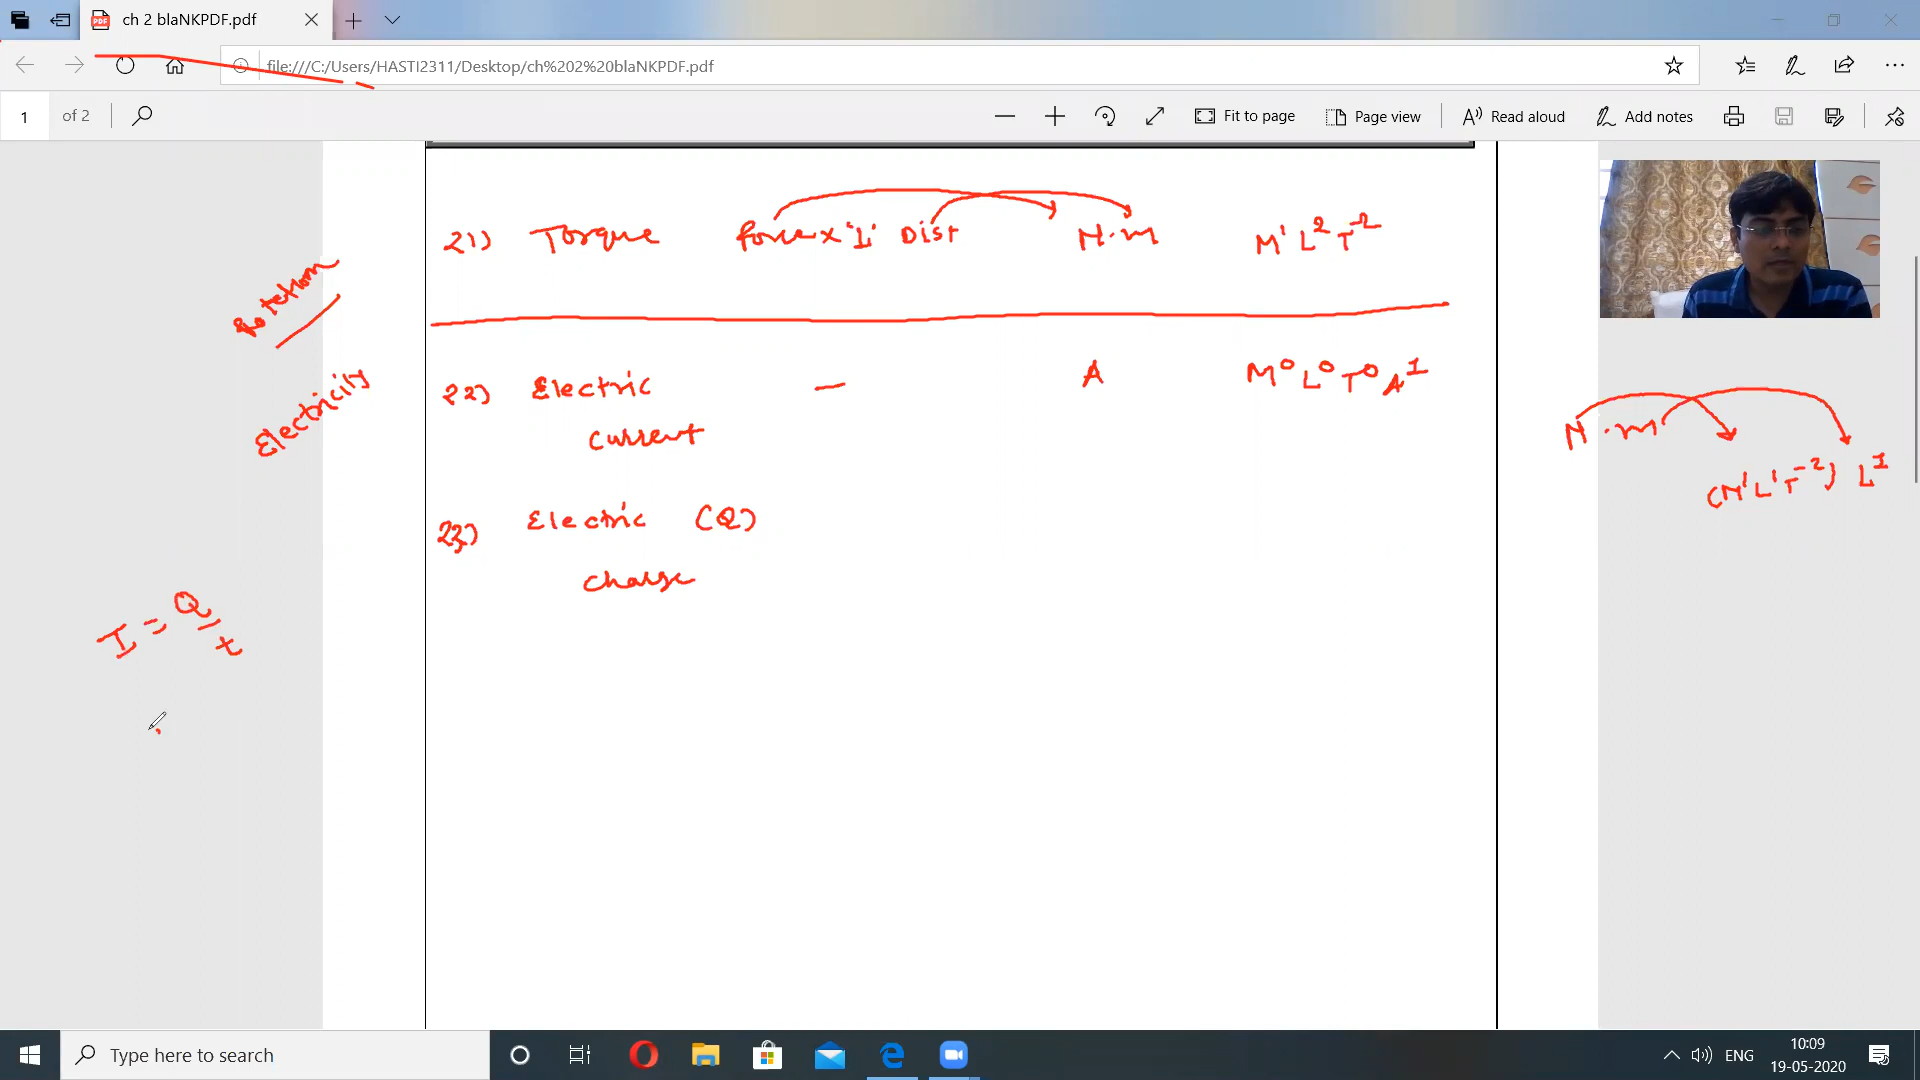 ch 2 blaNKPDF.pdf
file:///C:/Users/HASTI2311/Desktop/ch%202%20blaNKPDF.pdf
1 of 2
Fit to page Page view Read aloud Add notes
21) Torque force x 'L' Dist N.m M¹ L² T⁻²
Rotation
22) Electric — A M⁰ L⁰ T⁰ A¹
current
Electricity
N.m
(M¹L¹T⁻²) L¹
23) Electric (Q)
charge
I = Q/t
Type here to search
ENG
10:09
19-05-2020